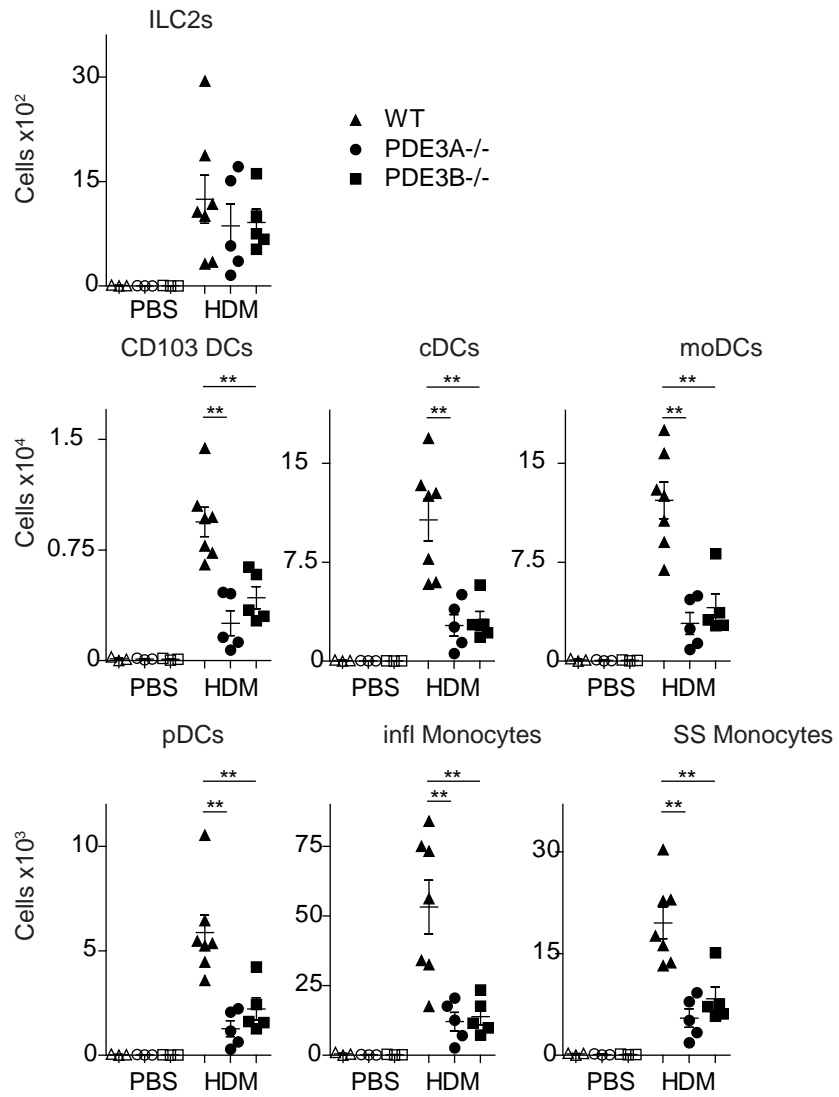 ILC2s
Cells x10²
30
15
0
WT
PDE3A-/-
PDE3B-/-
PBS HDM
CD103 DCs cDCs moDCs
** ** **
** ** **
Cells x10⁴
1.5
0.75
0
15
7.5
0
15
7.5
0
PBS HDM PBS HDM PBS HDM
pDCs infl Monocytes SS Monocytes
** ** **
** ** **
Cells x10³
10
5
0
75
50
25
0
30
15
0
PBS HDM PBS HDM PBS HDM